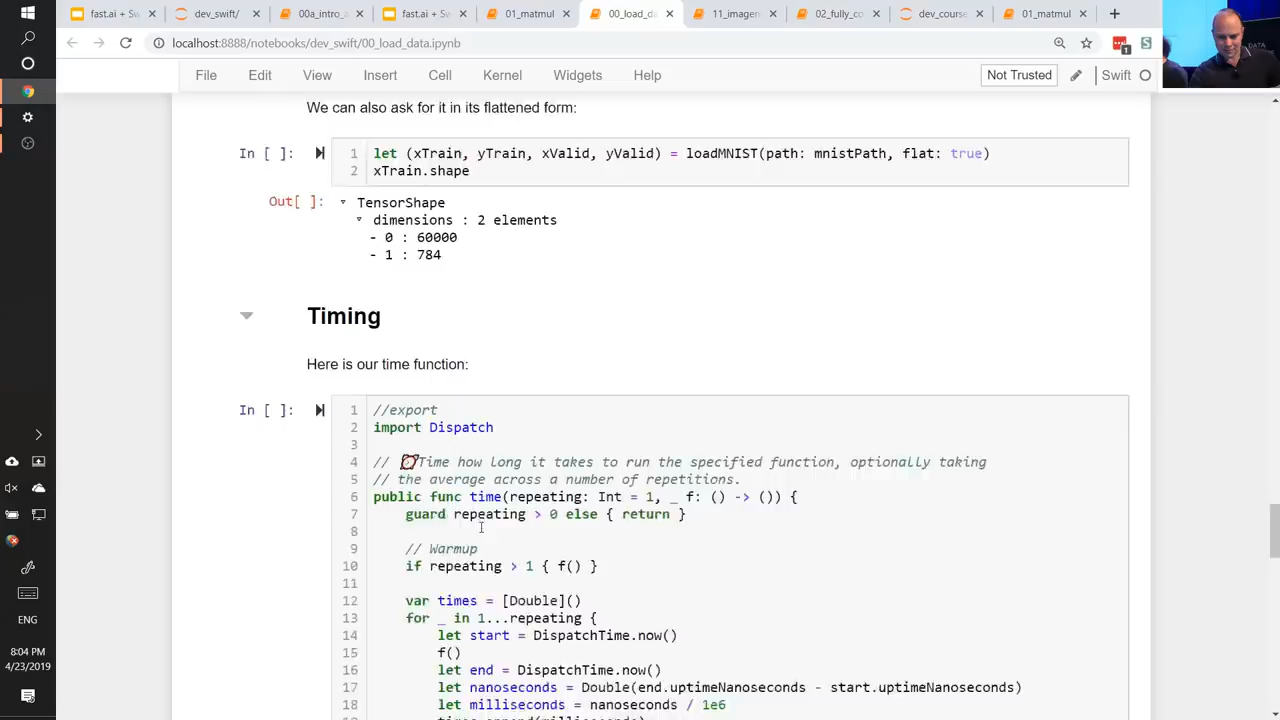 fast.ai + Sw
dev_swift/
00a_intro_a
fast.ai + Sw
01_matmul
00_load_da
11_imagen
02_fully_co
dev_course
01_matmul
localhost:8888/notebooks/dev_swift/00_load_data.ipynb
1
S
DATA
File Edit View Insert Cell Kernel Widgets Help
Not Trusted
Swift
We can also ask for it in its flattened form:
In [ ]:
1 let (xTrain, yTrain, xValid, yValid) = loadMNIST(path: mnistPath, flat: true)
2 xTrain.shape
Out[ ]:
TensorShape
dimensions : 2 elements
- 0 : 60000
- 1 : 784
Timing
Here is our time function:
In [ ]:
1 //export
2 import Dispatch
3
4 // ⏰Time how long it takes to run the specified function, optionally taking
5 // the average across a number of repetitions.
6 public func time(repeating: Int = 1, _ f: () -> ()) {
7 guard repeating > 0 else { return }
8
9 // Warmup
10 if repeating > 1 { f() }
11
12 var times = [Double]()
13 for _ in 1...repeating {
14 let start = DispatchTime.now()
15 f()
16 let end = DispatchTime.now()
17 let nanoseconds = Double(end.uptimeNanoseconds - start.uptimeNanoseconds)
18 let milliseconds = nanoseconds / 1e6
times.append(milliseconds)
ENG
8:04 PM
4/23/2019